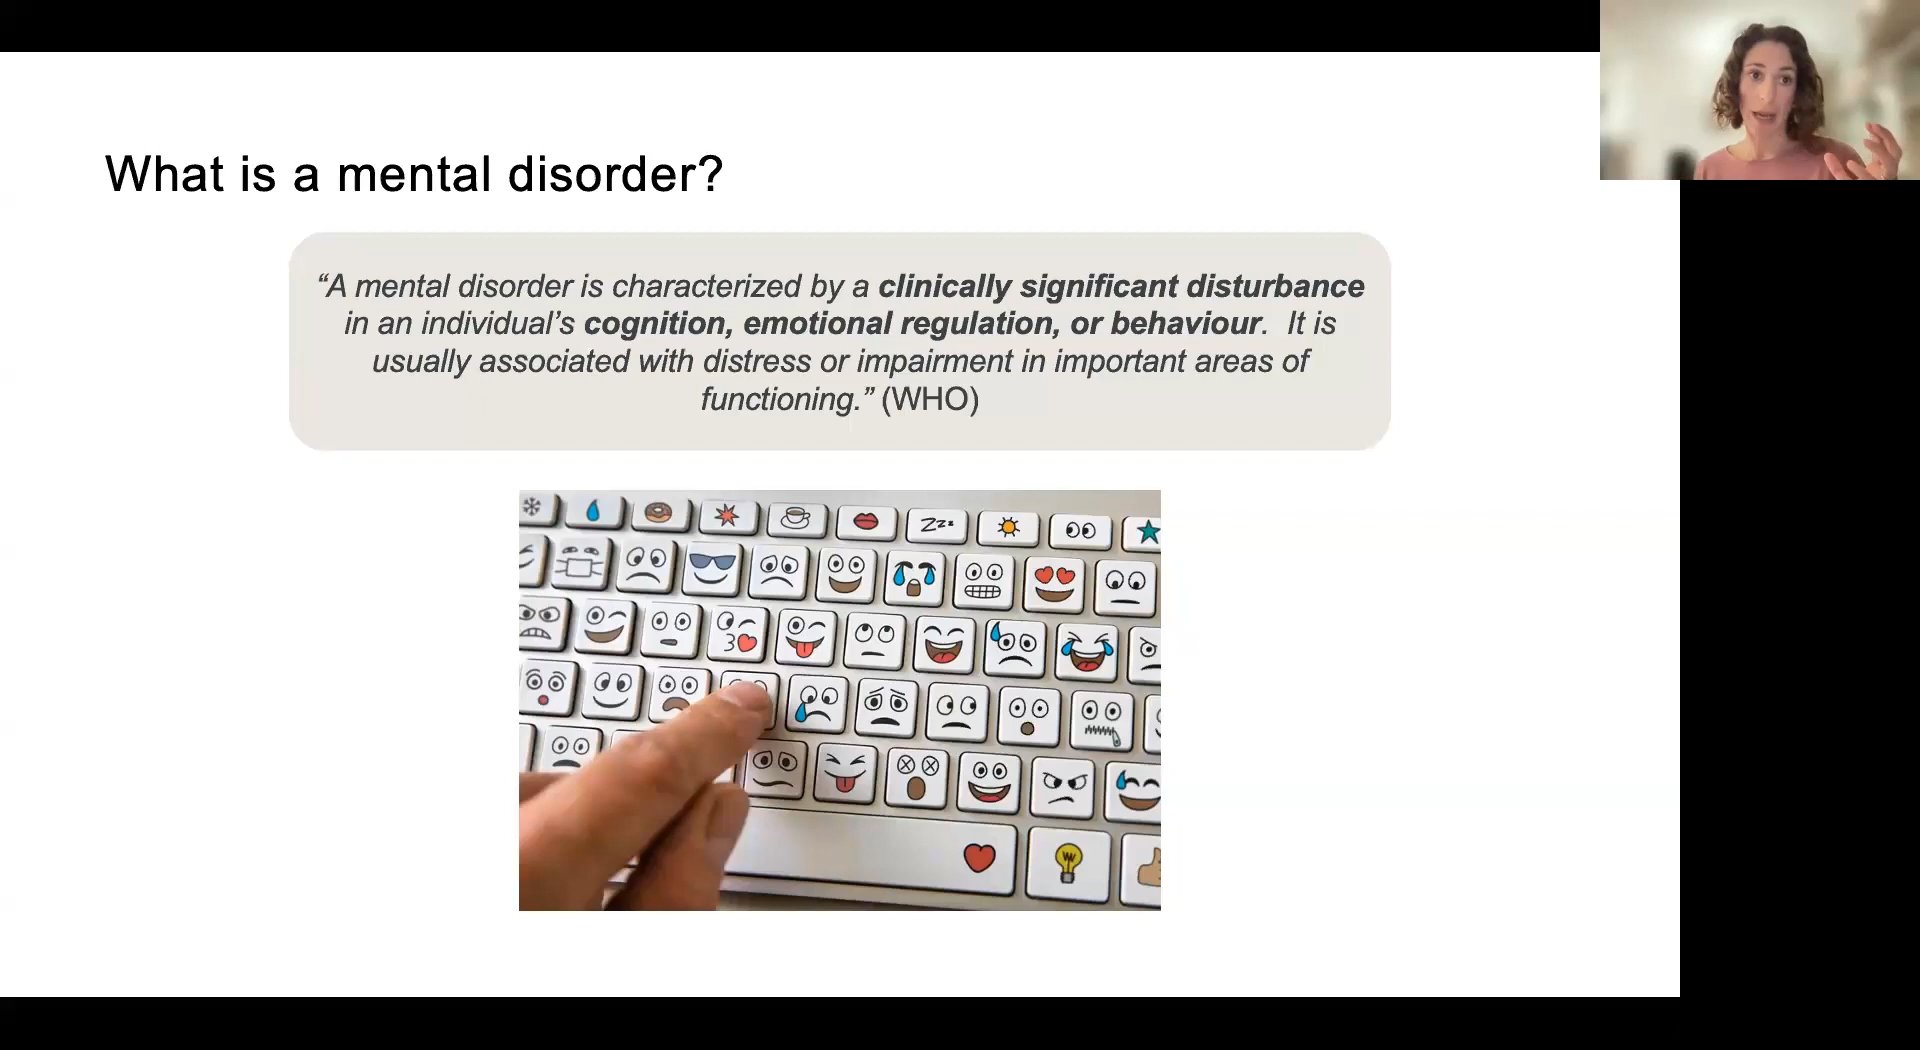 What is a mental disorder?
“A mental disorder is characterized by a clinically significant disturbance
in an individual’s cognition, emotional regulation, or behaviour.  It is
usually associated with distress or impairment in important areas of
functioning.” (WHO)
Zzz